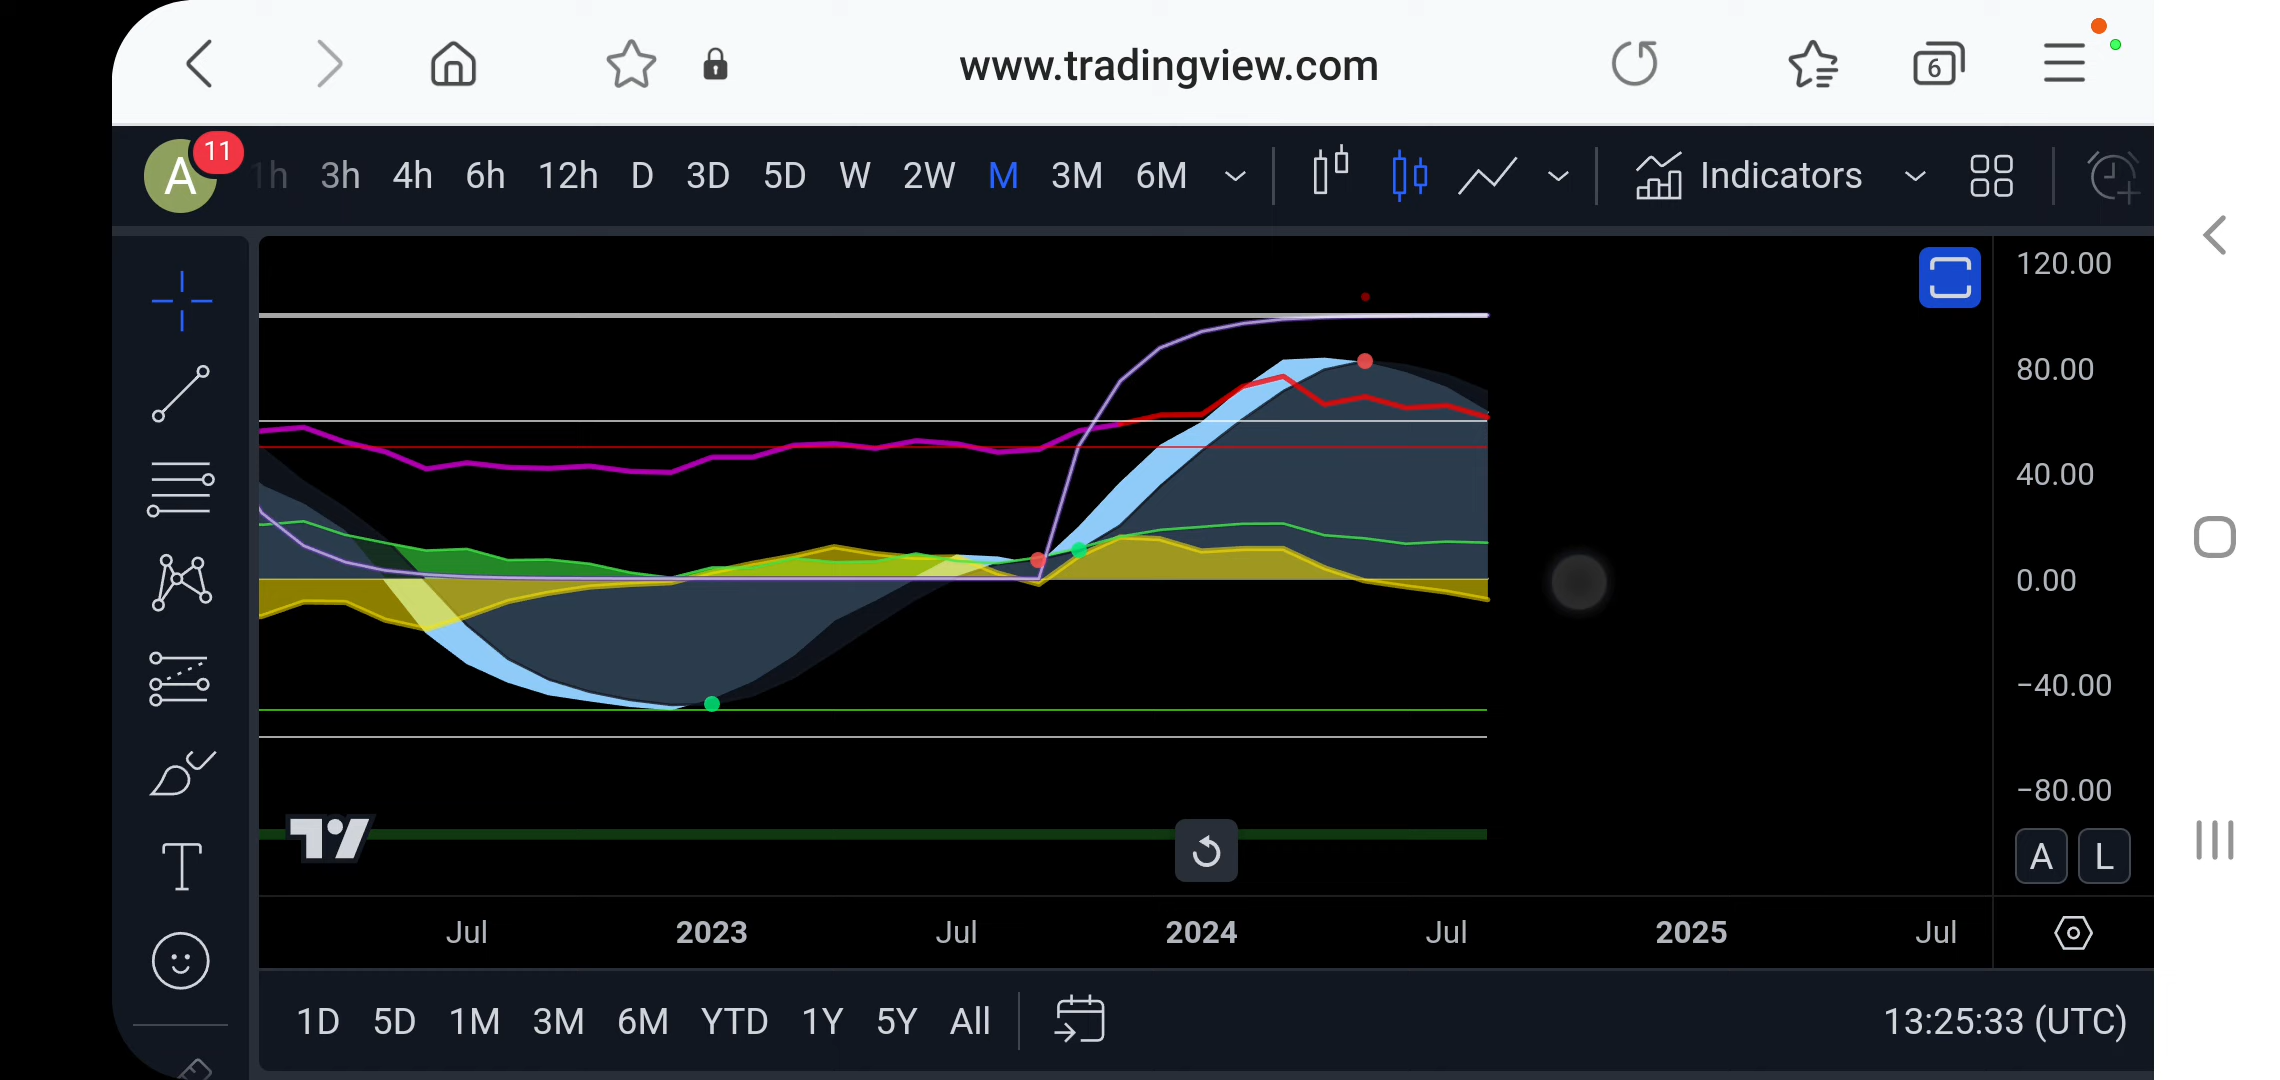 www.tradingview.com
6
A 11 1h 3h 4h 6h 12h D 3D 5D W 2W M 3M 6M Indicators
120.00
80.00
40.00
0.00
−40.00
−80.00
A L
Jul 2023 Jul 2024 Jul 2025 Jul
1D 5D 1M 3M 6M YTD 1Y 5Y All 13:25:33 (UTC)